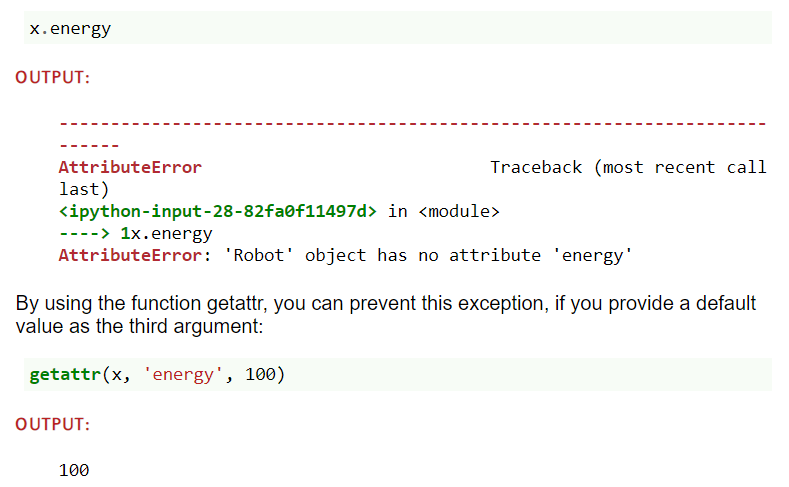 x.energy
OUTPUT:
---------------------------------------------------------------------
------
AttributeError                            Traceback (most recent call
last)
<ipython-input-28-82fa0f11497d> in <module>
----> 1x.energy
AttributeError: 'Robot' object has no attribute 'energy'
By using the function getattr, you can prevent this exception, if you provide a default
value as the third argument:
getattr(x, 'energy', 100)
OUTPUT:
100